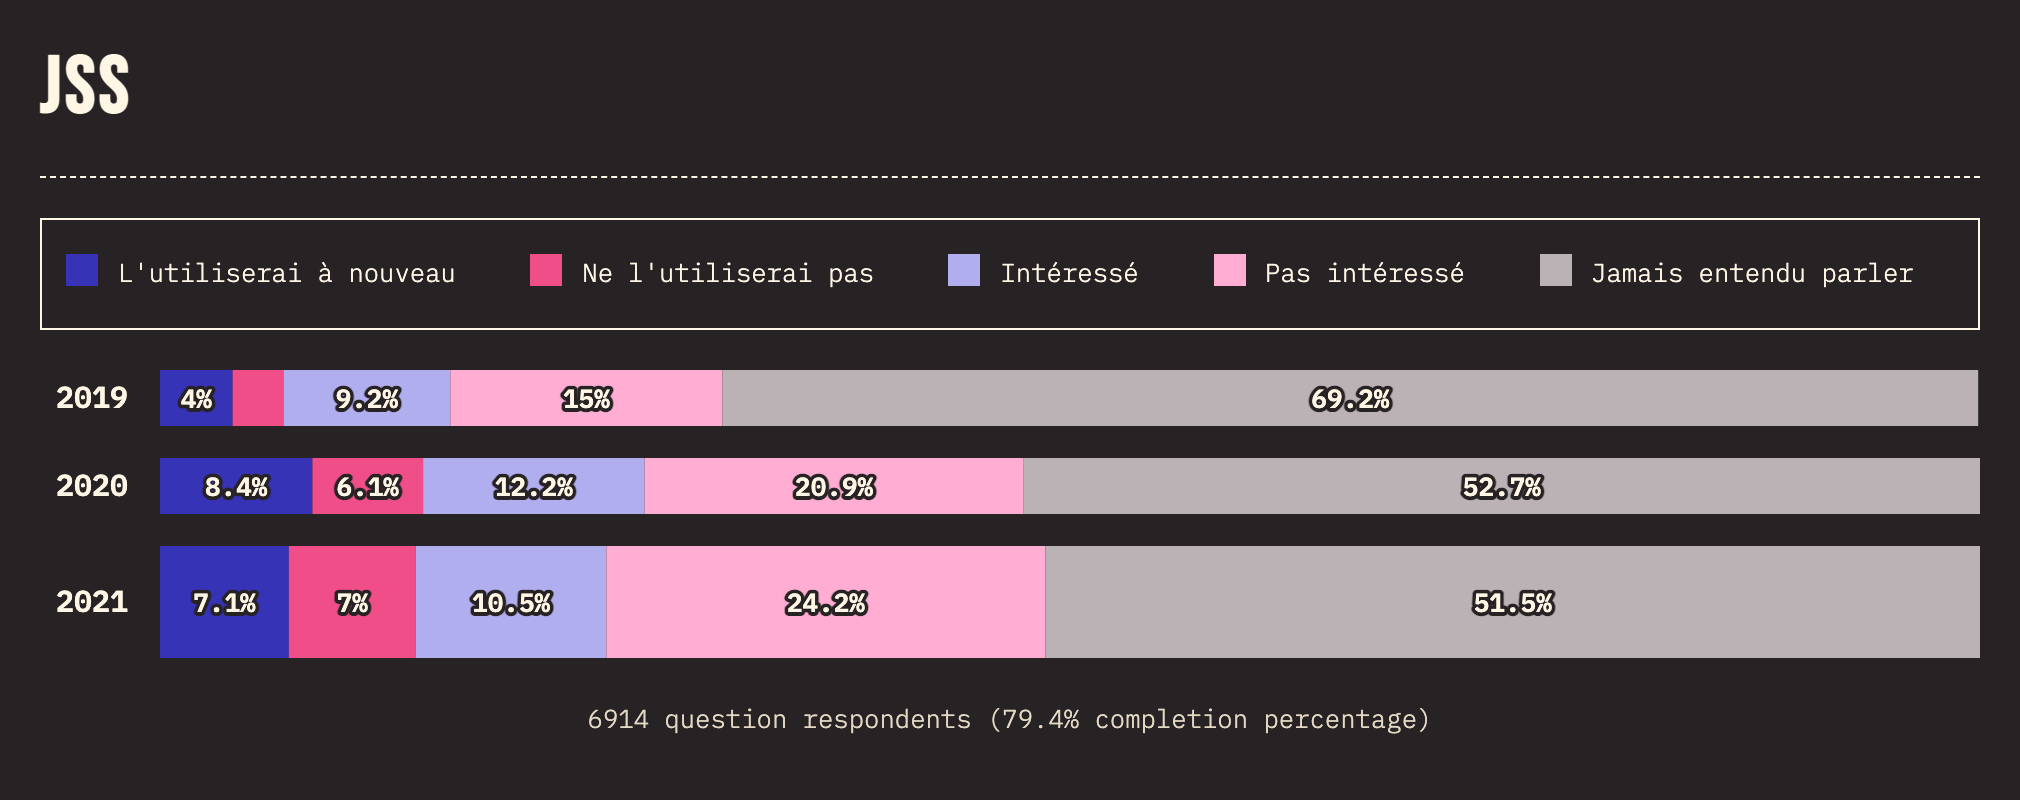 JSS
L'utiliserai à nouveau Ne l'utiliserai pas Intéressé Pas intéressé Jamais entendu parler
2019 4% 9.2% 15% 69.2%
2020 8.4% 6.1% 12.2% 20.9% 52.7%
2021 7.1% 7% 10.5% 24.2% 51.5%
6914 question respondents (79.4% completion percentage)